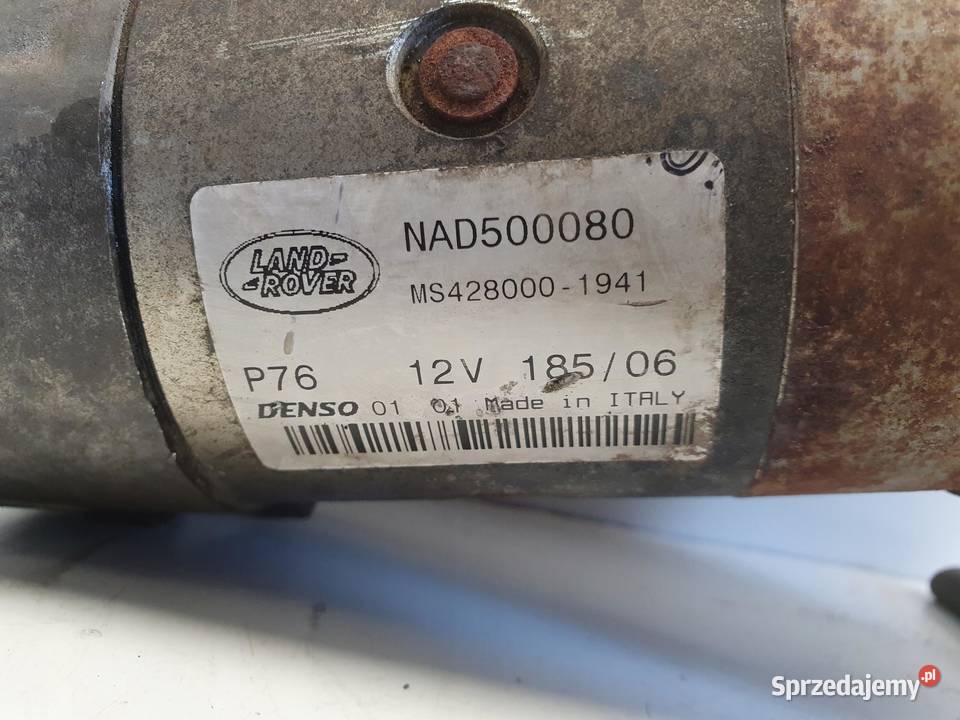 NAD500080
LAND-
-ROVER
MS428000-1941
P76 12V 185/06
DENSO 01 01 Made in ITALY
Sprzedajemy.pl